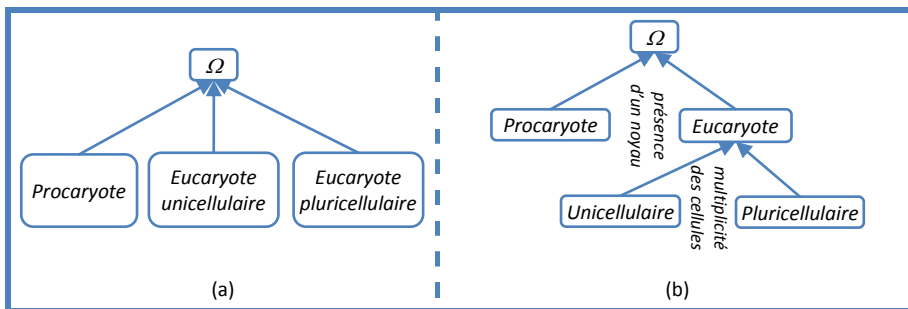 Ω
Procaryote
Eucaryote
unicellulaire
Eucaryote
pluricellulaire
(a)
Ω
Procaryote
présence
d'un noyau
Eucaryote
Unicellulaire
multiplicité
des cellules
Pluricellulaire
(b)